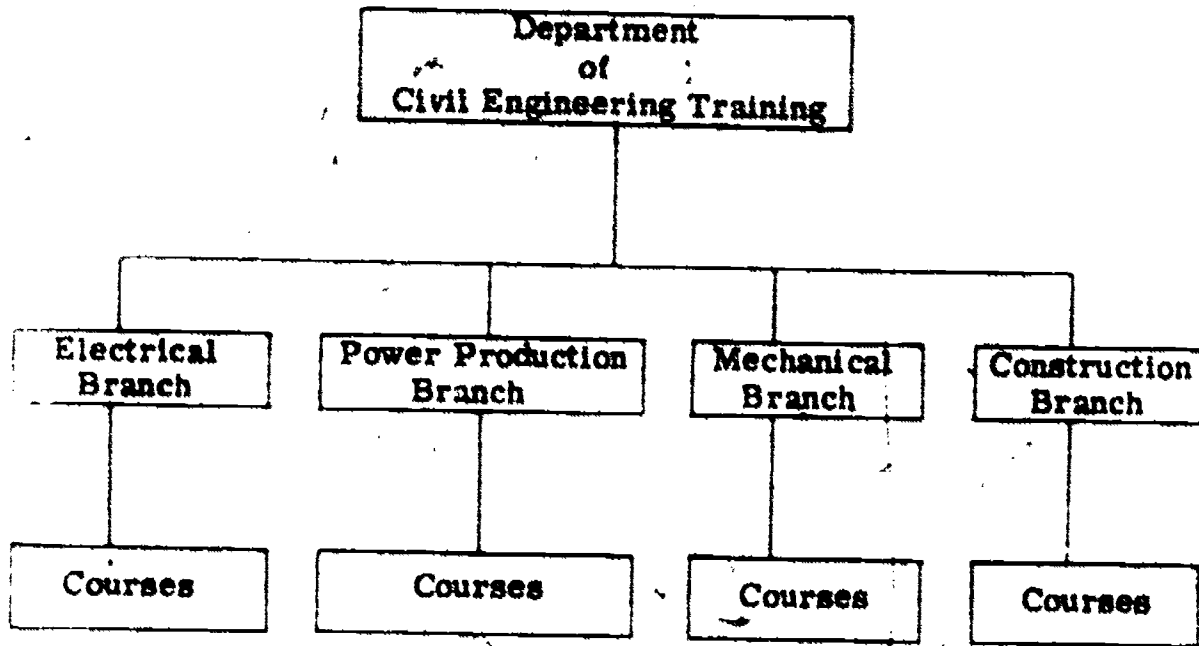 Department
of
Civil Engineering Training
Electrical
Branch
Power Production
Branch
Mechanical
Branch
Construction
Branch
Courses
Courses
Courses
Courses